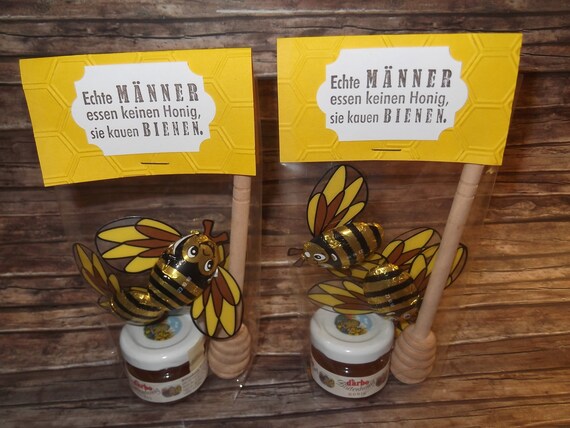 Echte MÄNNER
essen keinen Honig,
sie kauen BIENEN.
Echte MÄNNER
essen keinen Honig,
sie kauen BIENEN.
d'arbo
d'arbo